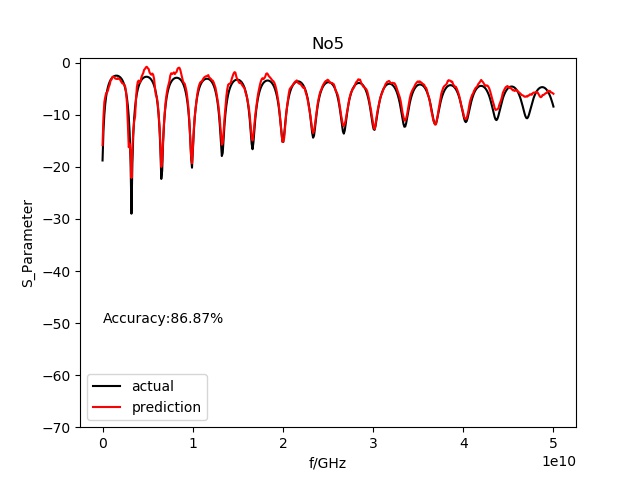 No5
0
−10
−20
−30
−40
−50
−60
−70
S_Parameter
Accuracy:86.87%
actual
prediction
0 1 2 3 4 5
1e10
f/GHz